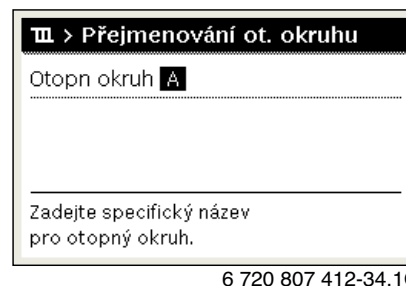 > Přejmenování ot. okruhu
Otopn okruh A
Zadejte specifický název
pro otopný okruh.
6 720 807 412-34.1